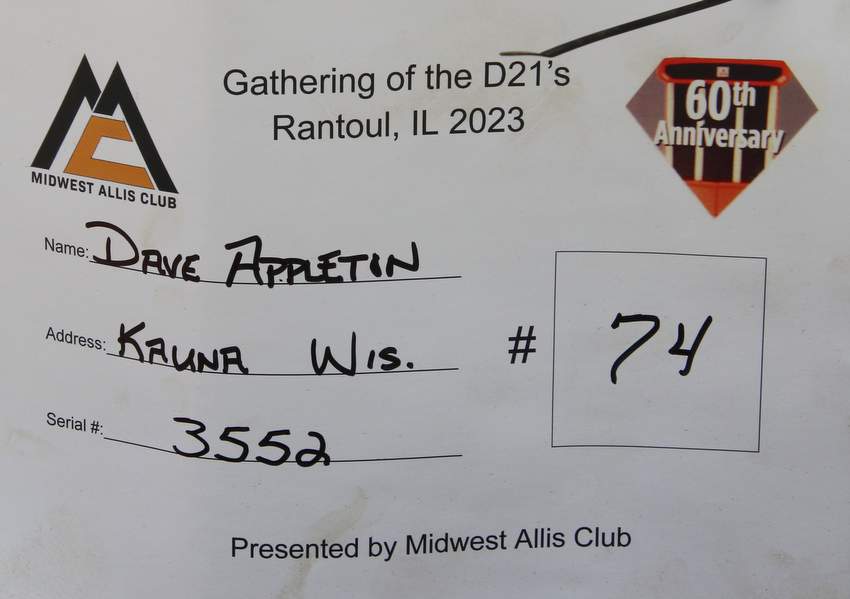 Gathering of the D21's
Rantoul, IL 2023
60th
Anniversary
MIDWEST ALLIS CLUB
Name: DAVE APPLETIN
Address: KAUNA WIS.
# 74
Serial #: 3552
Presented by Midwest Allis Club